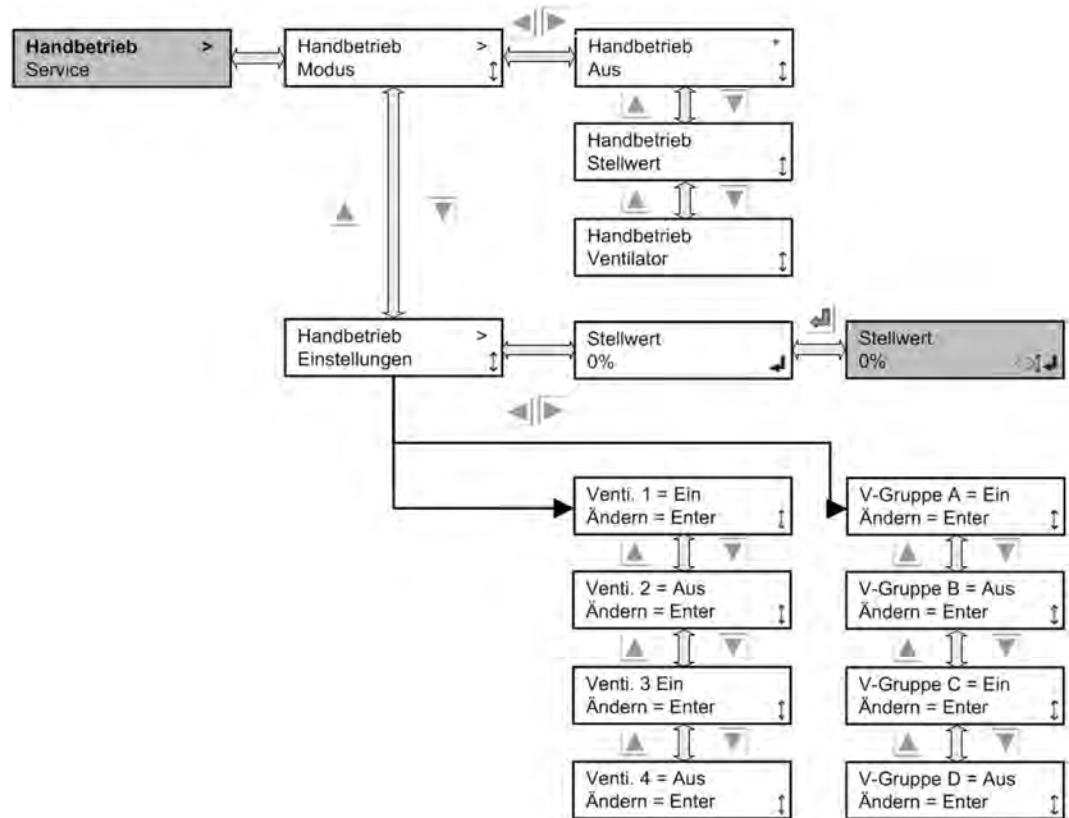 Handbetrieb >
Service
Handbetrieb >
Modus
Handbetrieb *
Aus
Handbetrieb
Stellwert
Handbetrieb
Ventilator
Handbetrieb >
Einstellungen
Stellwert
0%
Stellwert
0%
Venti. 1 = Ein
Ändern = Enter
V-Gruppe A = Ein
Ändern = Enter
Venti. 2 = Aus
Ändern = Enter
V-Gruppe B = Aus
Ändern = Enter
Venti. 3 Ein
Ändern = Enter
V-Gruppe C = Ein
Ändern = Enter
Venti. 4 = Aus
Ändern = Enter
V-Gruppe D = Aus
Ändern = Enter